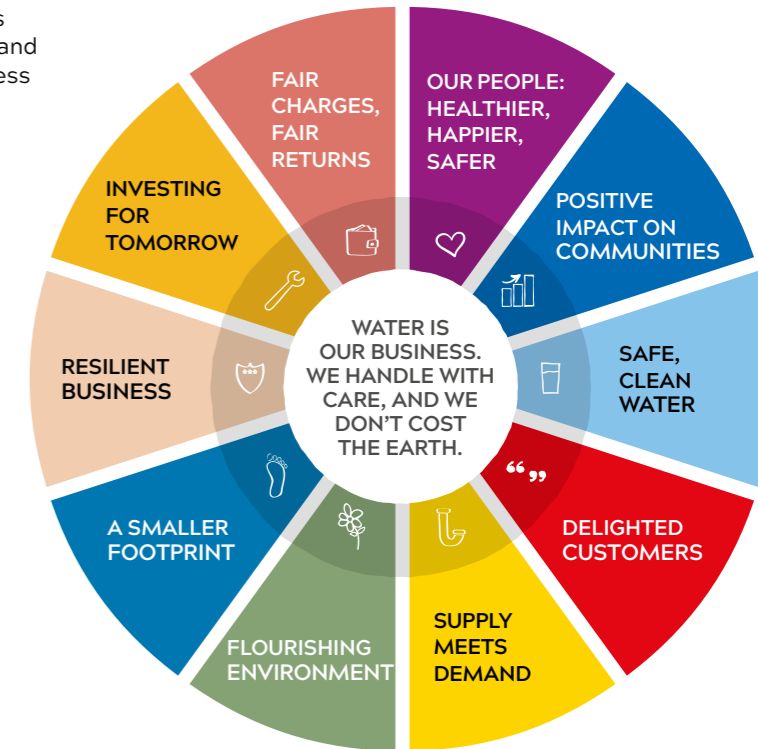 and
FAIR
CHARGES,
FAIR
RETURNS
OUR PEOPLE:
HEALTHIER,
HAPPIER,
SAFER
POSITIVE
IMPACT ON
COMMUNITIES
SAFE,
CLEAN
WATER
DELIGHTED
CUSTOMERS
SUPPLY
MEETS
DEMAND
FLOURISHING
ENVIRONMENT
A SMALLER
FOOTPRINT
RESILIENT
BUSINESS
INVESTING
FOR
TOMORROW
WATER IS
OUR BUSINESS.
WE HANDLE WITH
CARE, AND WE
DON'T COST
THE EARTH.